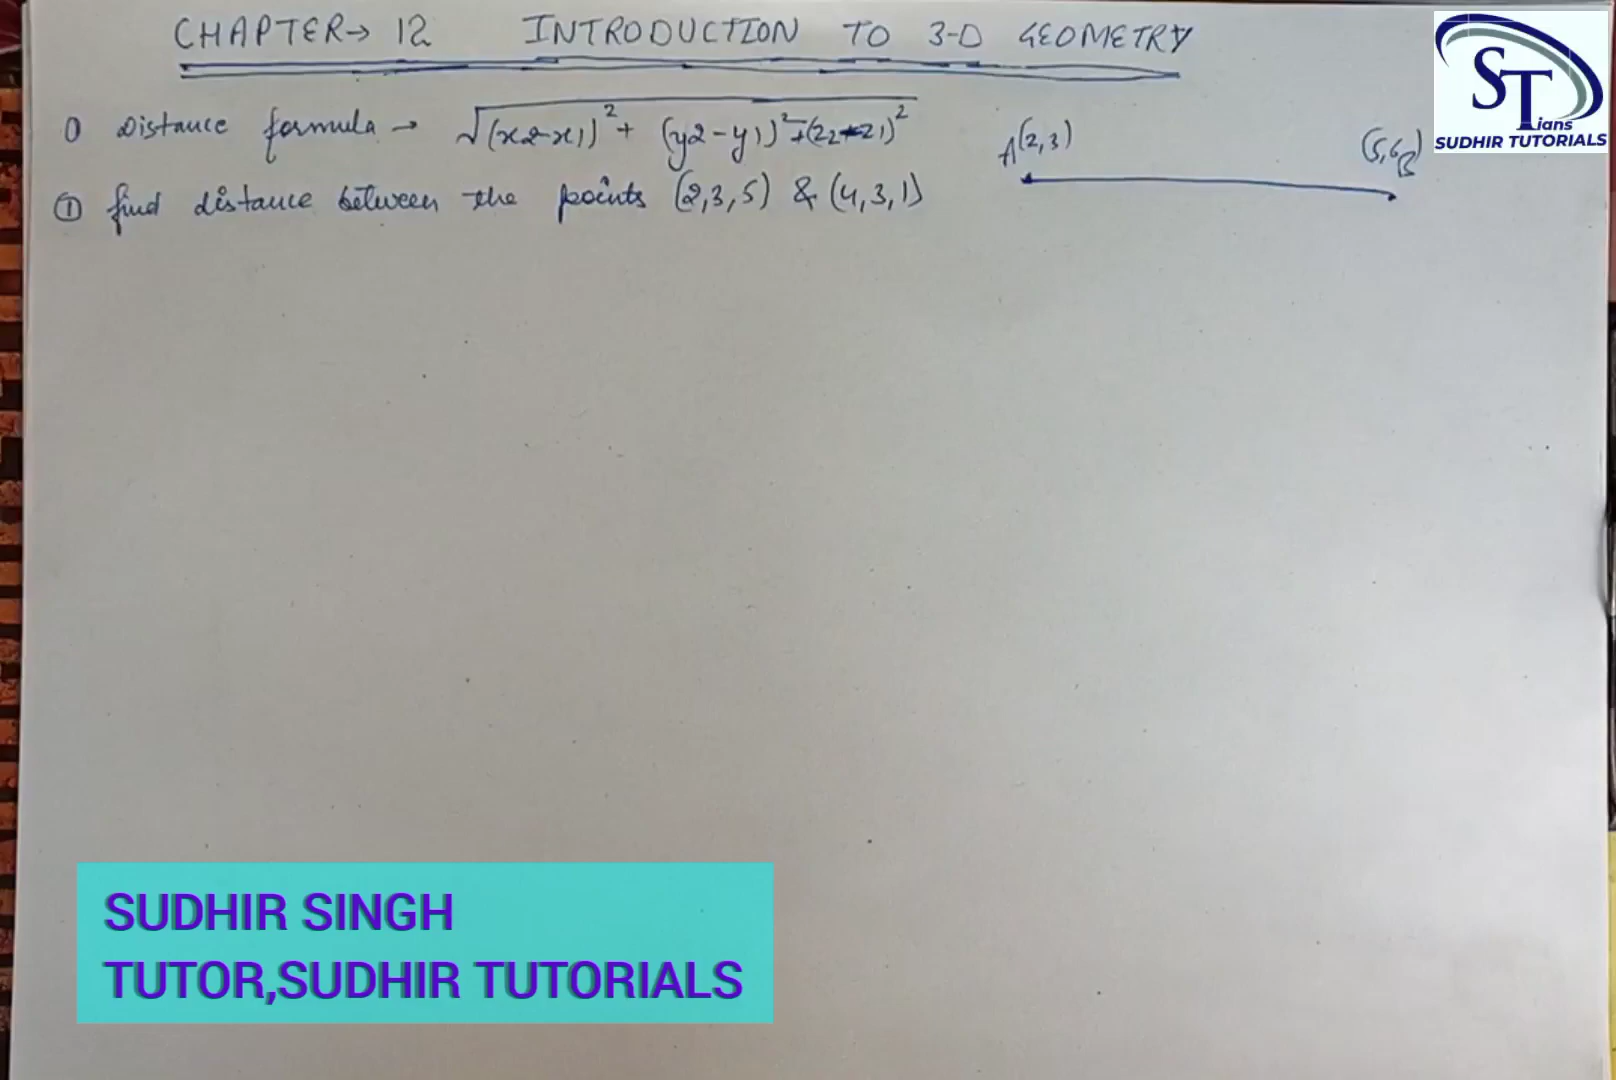 CHAPTER→ 12 INTRODUCTION TO 3-D GEOMETRY
① Distance formula → √(x2-x1)² + (y2-y1)² + (z2-z1)²
A(2,3) (5,6)B
① find distance between the points (2,3,5) & (4,3,1)
ST
ians
SUDHIR TUTORIALS
SUDHIR SINGH
TUTOR,SUDHIR TUTORIALS